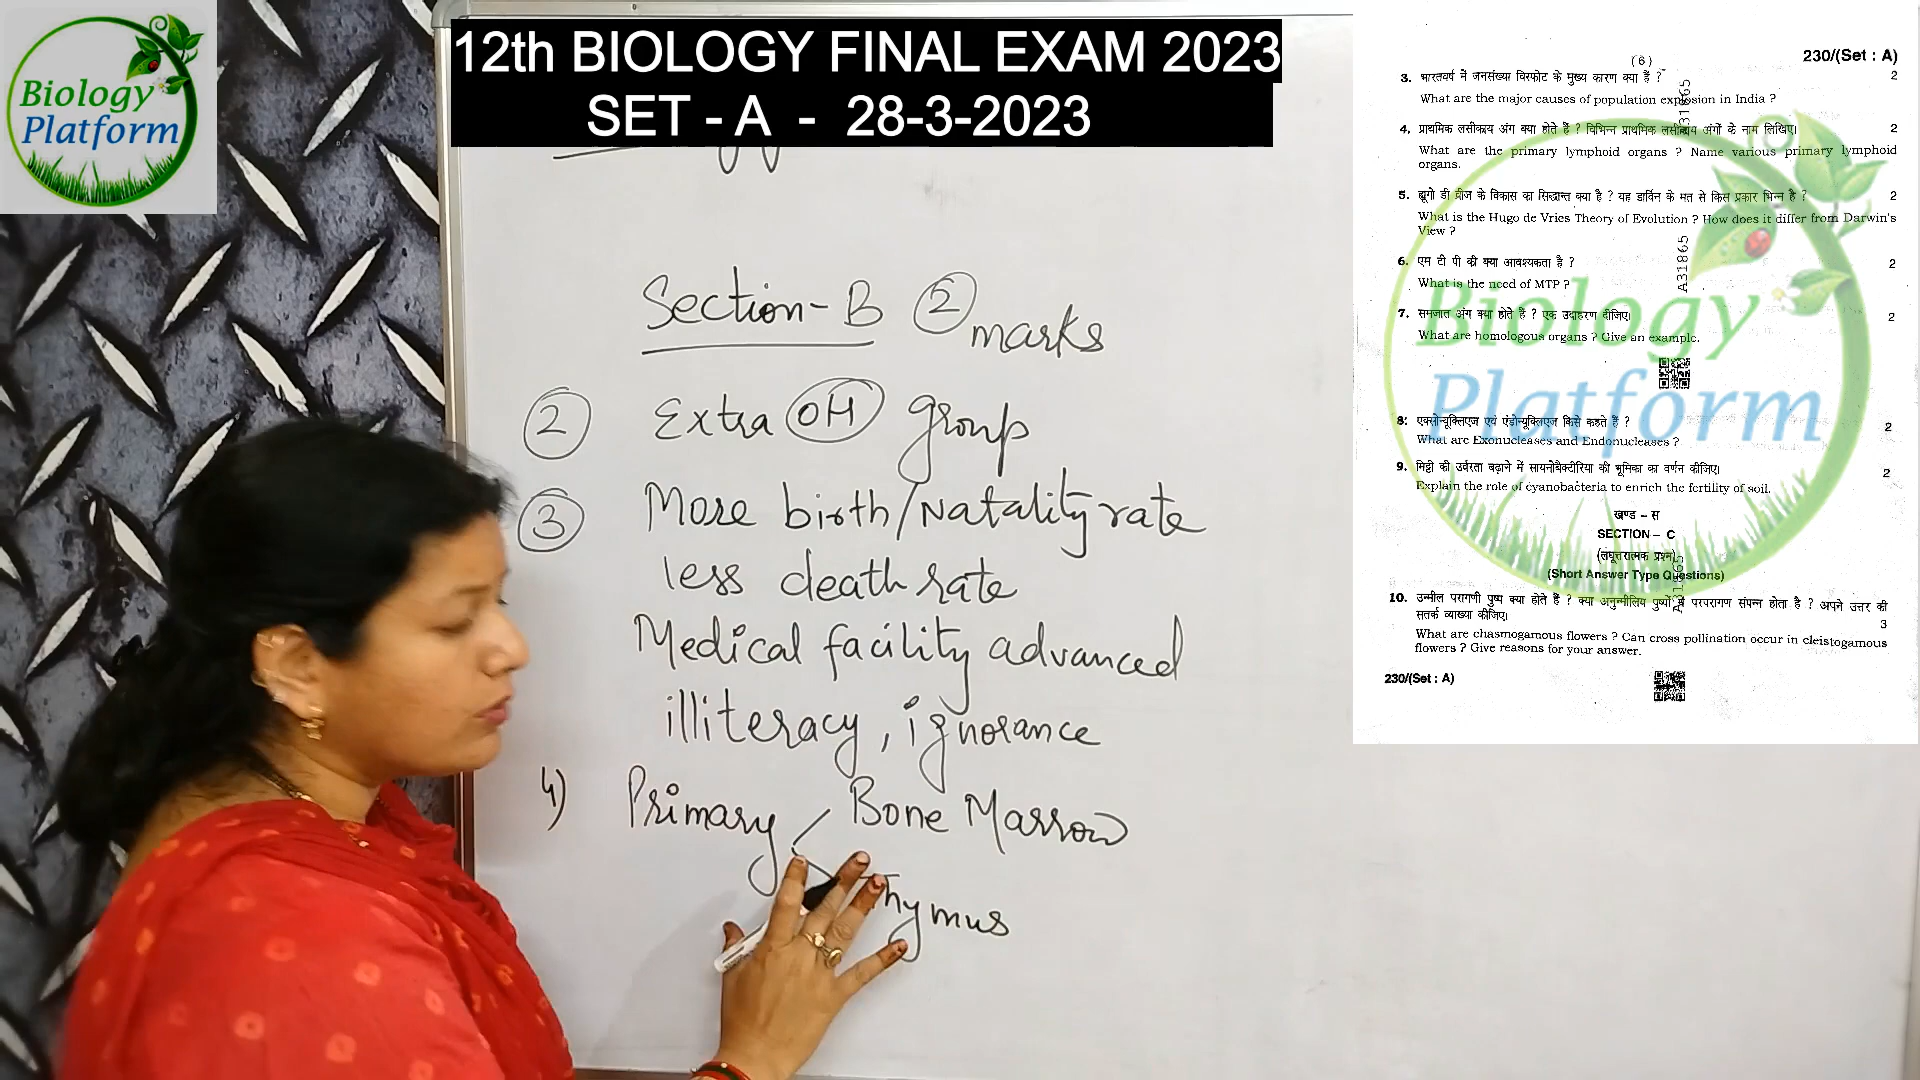 Biology
Platform
12th BIOLOGY FINAL EXAM 2023
SET - A - 28-3-2023
Section-B ② marks
② Extra OH group
③ More birth/Natality rate
less death rate
Medical facility advanced
illiteracy, ignorance
4) Primary Bone Marrow
Thymus
(6)
230/(Set : A)
3. भारतवर्ष में जनसंख्या विस्फोट के मुख्य कारण क्या हैं ? 2
What are the major causes of population explosion in India ?
4. प्राथमिक लसीकाय अंग क्या होते हैं ? विभिन्न प्राथमिक लसीकाय अंगों के नाम लिखिए। 2
What are the primary lymphoid organs ? Name various primary lymphoid
organs.
5. ह्यूगो डी व्रीज के विकास का सिद्धान्त क्या है ? यह डार्विन के मत से किस प्रकार भिन्न है ? 2
What is the Hugo de Vries Theory of Evolution ? How does it differ from Darwin's
View ?
6. एम टी पी की क्या आवश्यकता है ? 2
What is the need of MTP ?
7. समजात अंग क्या होते हैं ? एक उदाहरण दीजिए। 2
What are homologous organs ? Give an example.
8. एक्सोन्यूक्लिएज एवं एंडोन्यूक्लिएज किसे कहते हैं ? 2
What are Exonucleases and Endonucleases ?
9. मिट्टी की उर्वरता बढ़ाने में सायनोबैक्टीरिया की भूमिका का वर्णन कीजिए। 2
Explain the role of cyanobacteria to enrich the fertility of soil.
खण्ड – स
SECTION – C
(लघूत्तरात्मक प्रश्न)
(Short Answer Type Questions)
10. उन्मील परागणी पुष्प क्या होते हैं ? क्या अनुन्मीलिय पुष्पों में परपरागण संपन्न होता है ? अपने उत्तर की
सतर्क व्याख्या कीजिए। 3
What are chasmogamous flowers ? Can cross pollination occur in cleistogamous
flowers ? Give reasons for your answer.
230/(Set : A)
A31865
Biology
Platform